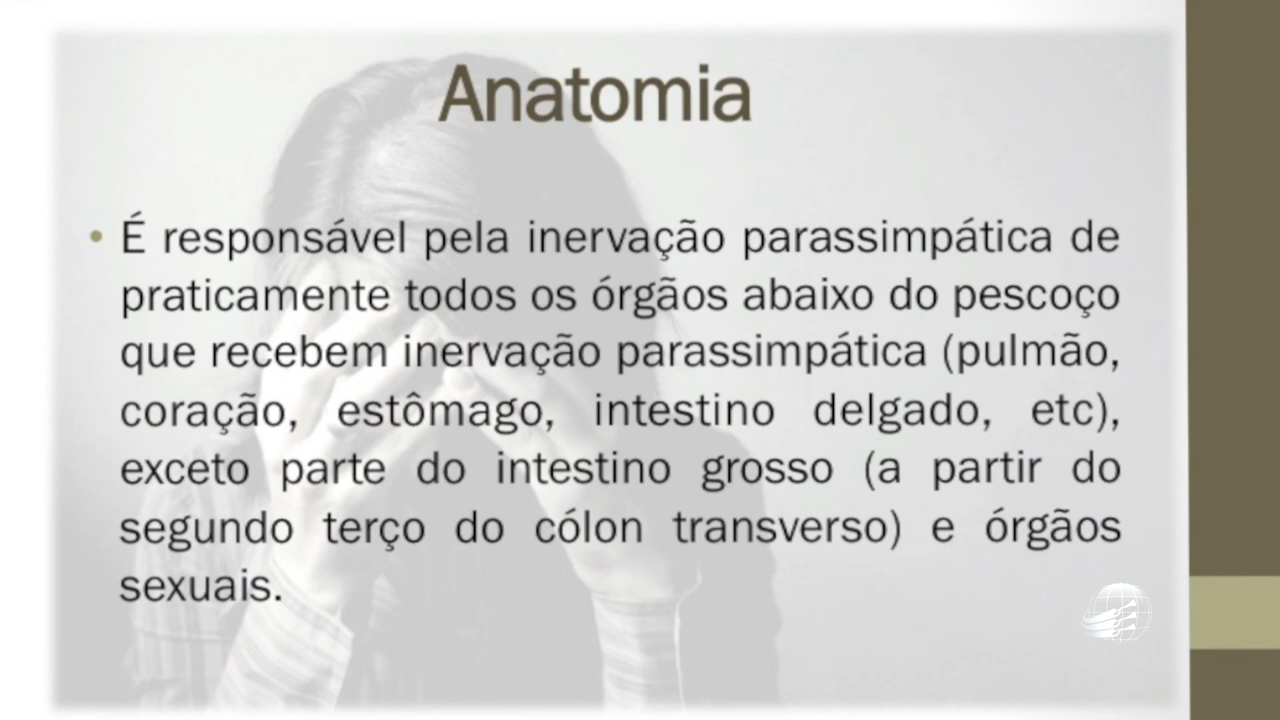 Anatomia
• É responsável pela inervação parassimpática de
praticamente todos os órgãos abaixo do pescoço
que recebem inervação parassimpática (pulmão,
coração, estômago, intestino delgado, etc),
exceto parte do intestino grosso (a partir do
segundo terço do cólon transverso) e órgãos
sexuais.